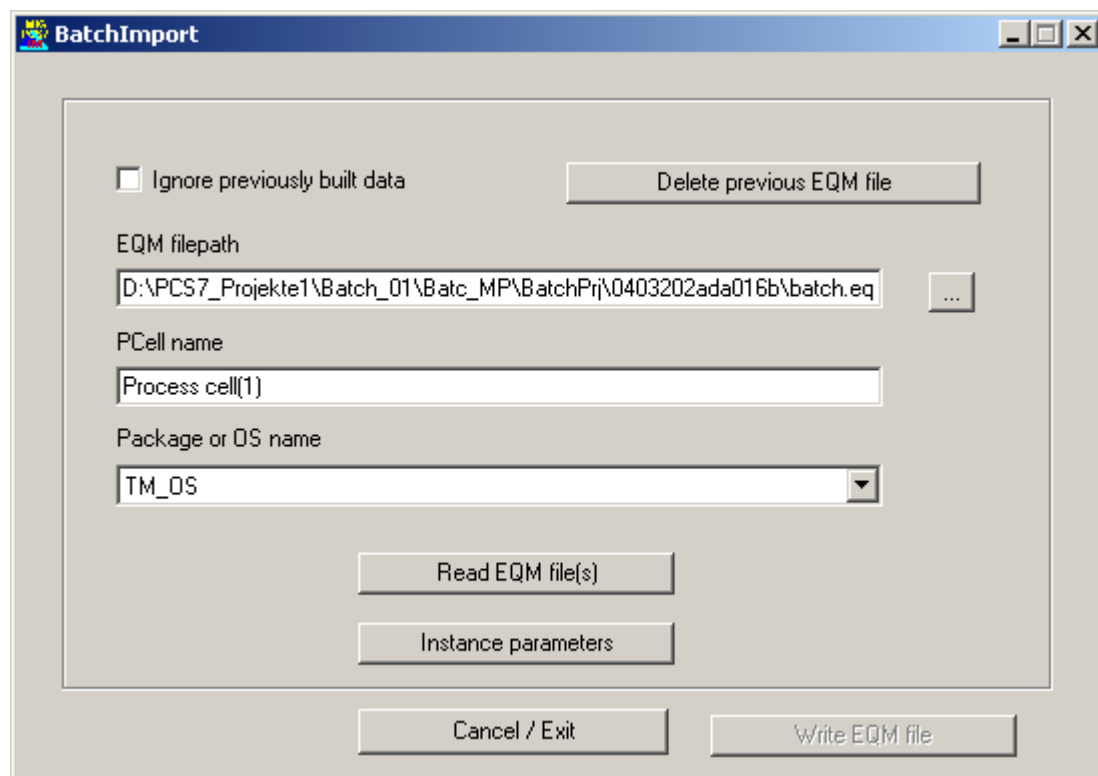 BatchImport
Ignore previously built data
Delete previous EQM file
EQM filepath
D:\PCS7_Projekte1\Batch_01\Batc_MP\BatchPrj\0403202ada016b\batch.eq
...
PCell name
Process cell(1)
Package or OS name
TM_OS
Read EQM file(s)
Instance parameters
Cancel / Exit
Write EQM file